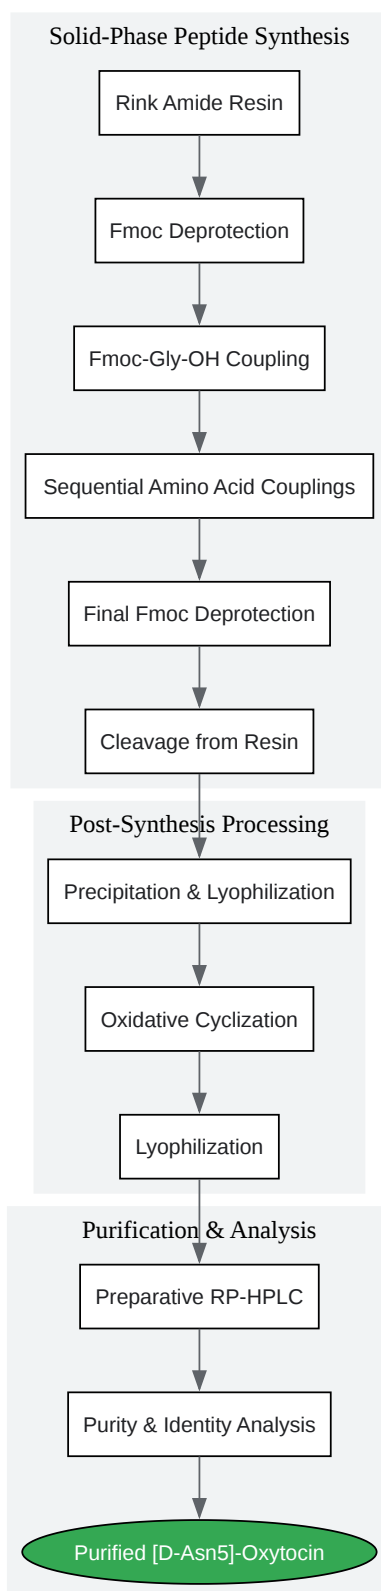 Solid-Phase Peptide Synthesis
Rink Amide Resin
Fmoc Deprotection
Fmoc-Gly-OH Coupling
Sequential Amino Acid Couplings
Final Fmoc Deprotection
Cleavage from Resin
Post-Synthesis Processing
Precipitation & Lyophilization
Oxidative Cyclization
Lyophilization
Purification & Analysis
Preparative RP-HPLC
Purity & Identity Analysis
Purified [D-Asn5]-Oxytocin